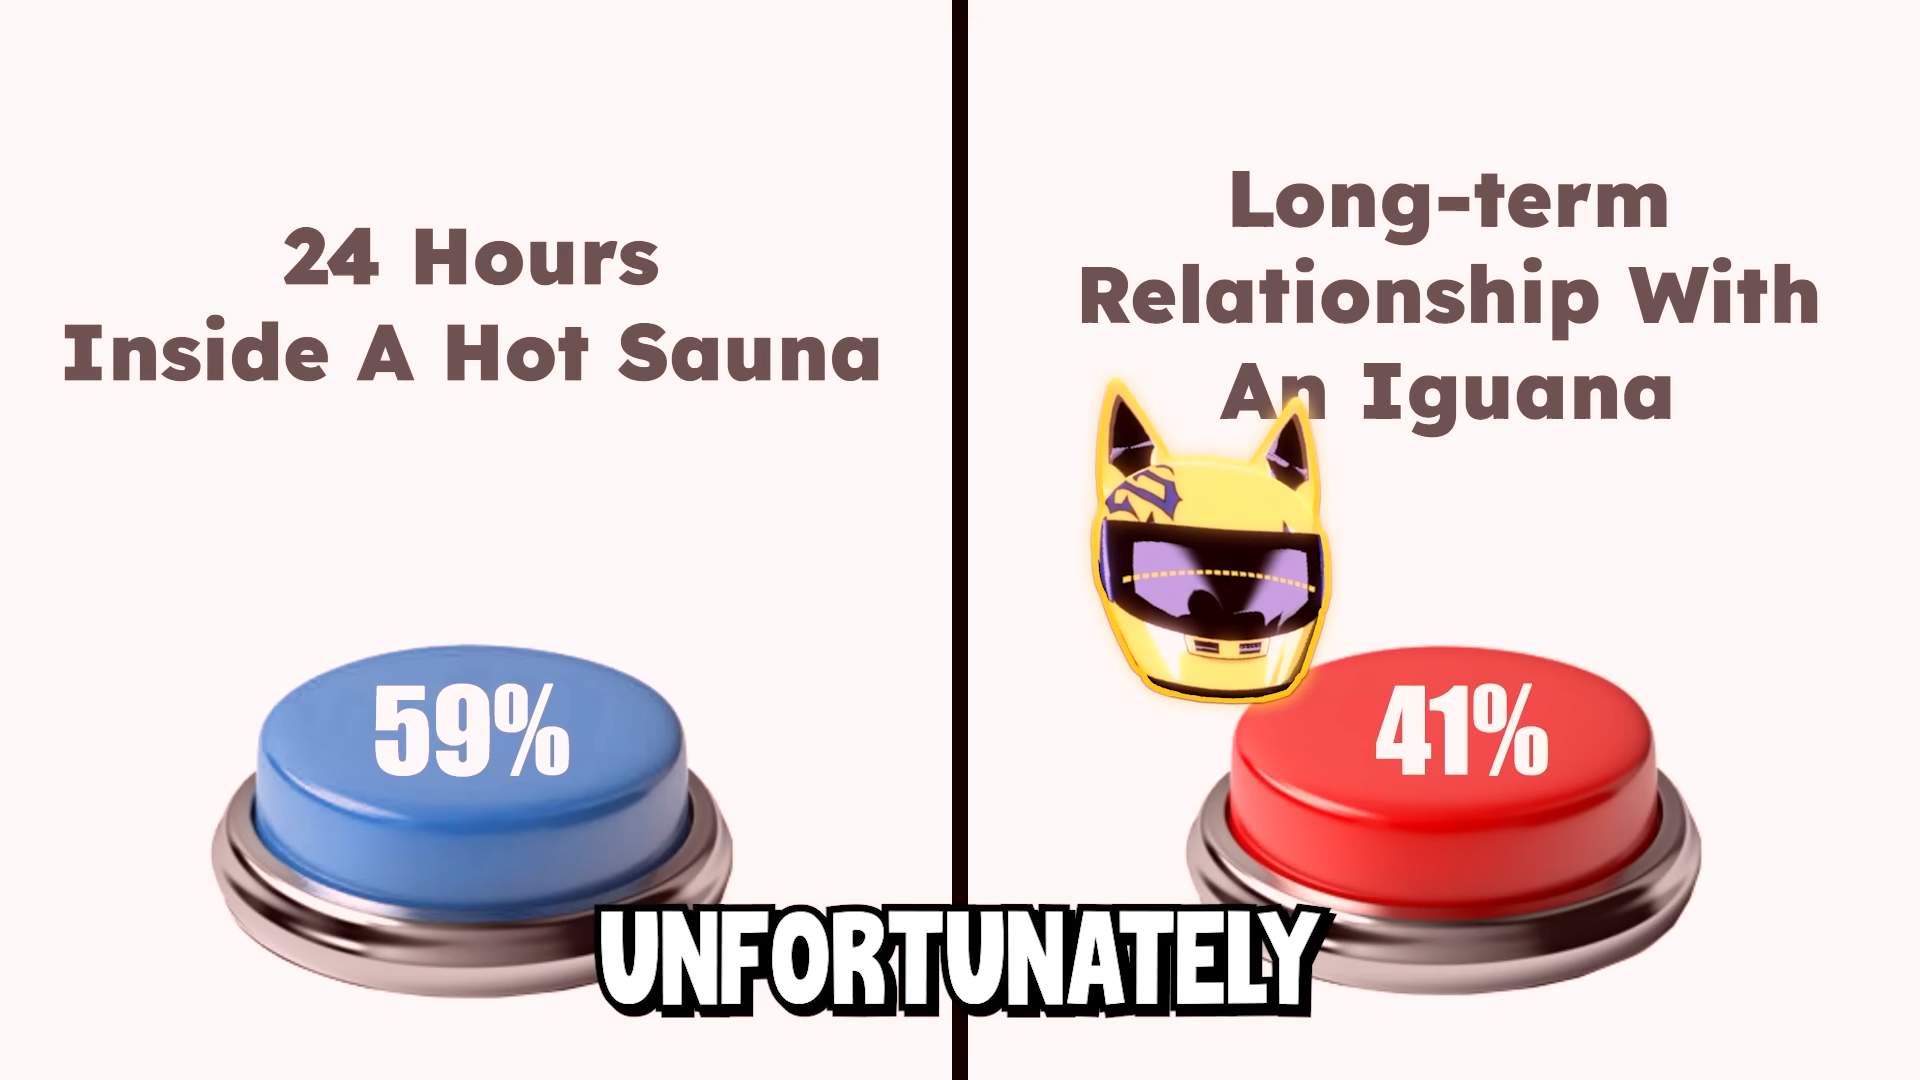 24 Hours
Inside A Hot Sauna
Long-term
Relationship With
An Iguana
59%
41%
UNFORTUNATELY